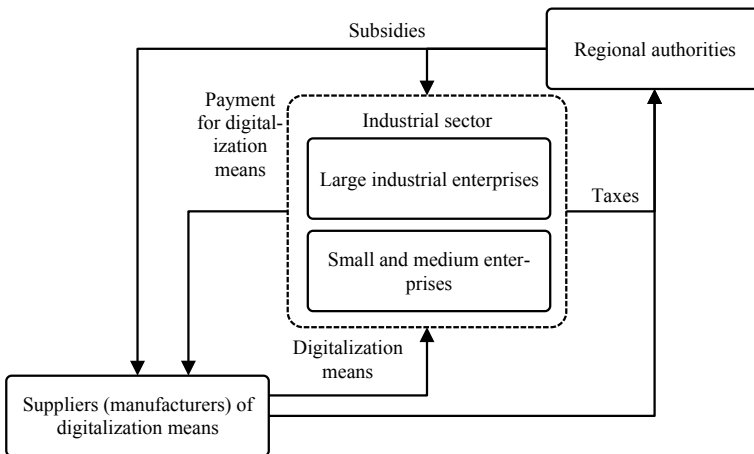 Subsidies
Regional authorities
Payment
for digital-
ization
means
Industrial sector
Large industrial enterprises
Taxes
Small and medium enter-
prises
Digitalization
means
Suppliers (manufacturers) of
digitalization means